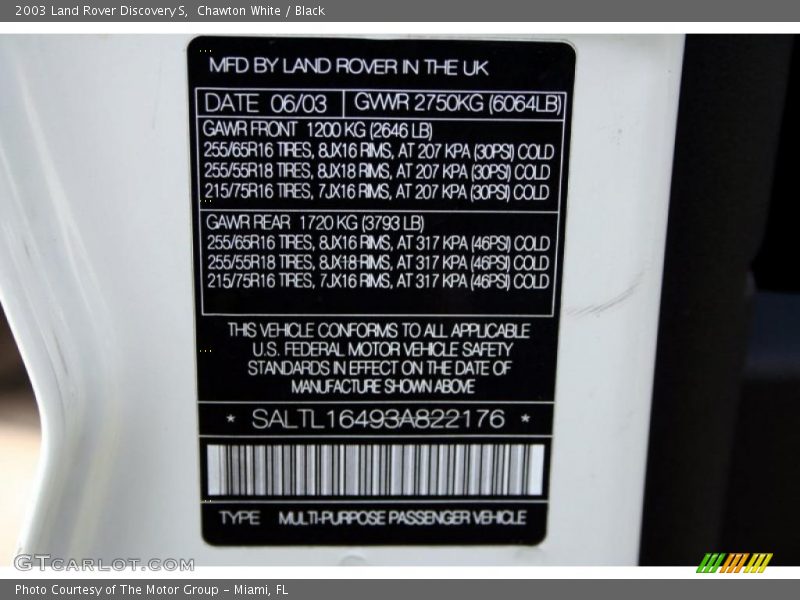 2003 Land Rover Discovery S, Chawton White / Black
MFD BY LAND ROVER IN THE UK
DATE 06/03 GWWR 2750KG (6064LB)
GAWR FRONT 1200 KG (2646 LB)
255/65R16 TIRES, 8JX16 RIMS, AT 207 KPA (30PSI) COLD
255/55R18 TIRES, 8JX18 RIMS, AT 207 KPA (30PSI) COLD
215/75R16 TIRES, 7JX16 RIMS, AT 207 KPA (30PSI) COLD
GAWR REAR 1720 KG (3793 LB)
255/65R16 TIRES, 8JX16 RIMS, AT 317 KPA (46PSI) COLD
255/55R18 TIRES, 8JX18 RIMS, AT 317 KPA (46PSI) COLD
215/75R16 TIRES, 7JX16 RIMS, AT 317 KPA (46PSI) COLD
THIS VEHICLE CONFORMS TO ALL APPLICABLE
U.S. FEDERAL MOTOR VEHICLE SAFETY
STANDARDS IN EFFECT ON THE DATE OF
MANUFACTURE SHOWN ABOVE
* SALTL16493A822176 *
TYPE MULTI-PURPOSE PASSENGER VEHICLE
GTcarlot.com
Photo Courtesy of The Motor Group - Miami, FL